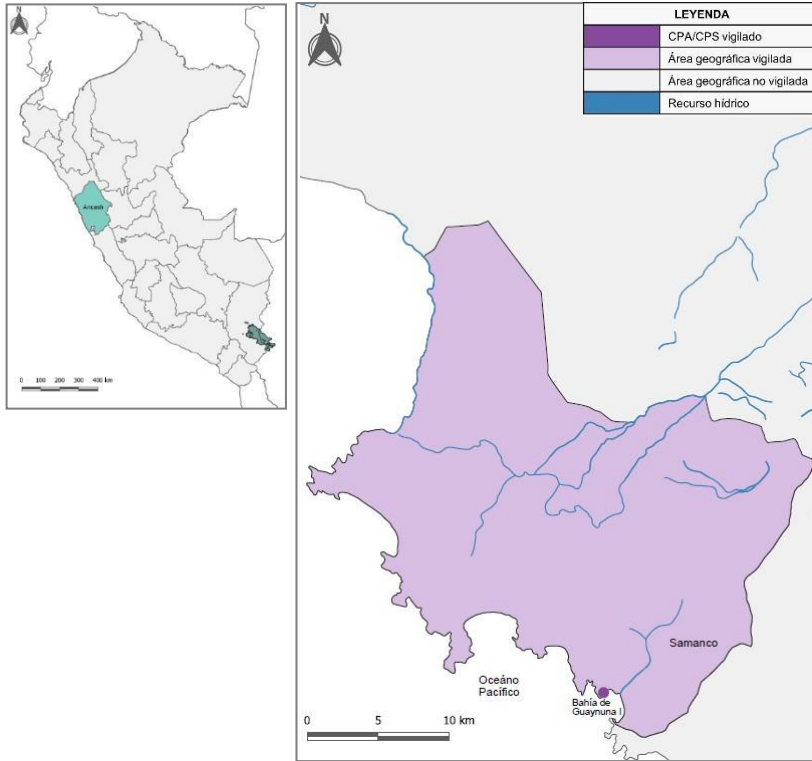 N
Ancash
0 100 200 300 400 km
N
LEYENDA
CPA/CPS vigilado
Área geográfica vigilada
Área geográfica no vigilada
Recurso hídrico
Samanco
Oceáno
Pacífico
Bahía de
Guaynuna I
0 5 10 km